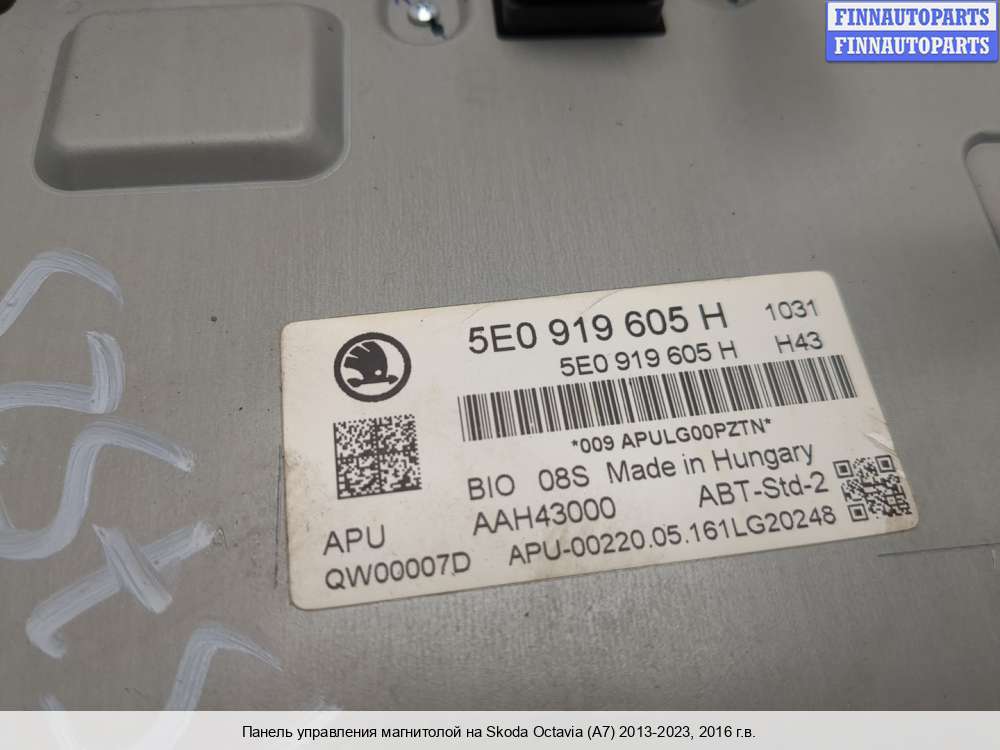 FINNAUTOPARTS
FINNAUTOPARTS
5E0 919 605 H 1031
5E0 919 605 H H43
*009 APULG00PZTN*
BIO 08S Made in Hungary
APU AAH43000 ABT-Std-2
QW00007D APU-00220.05.161LG20248
Панель управления магнитолой на Skoda Octavia (A7) 2013-2023, 2016 г.в.